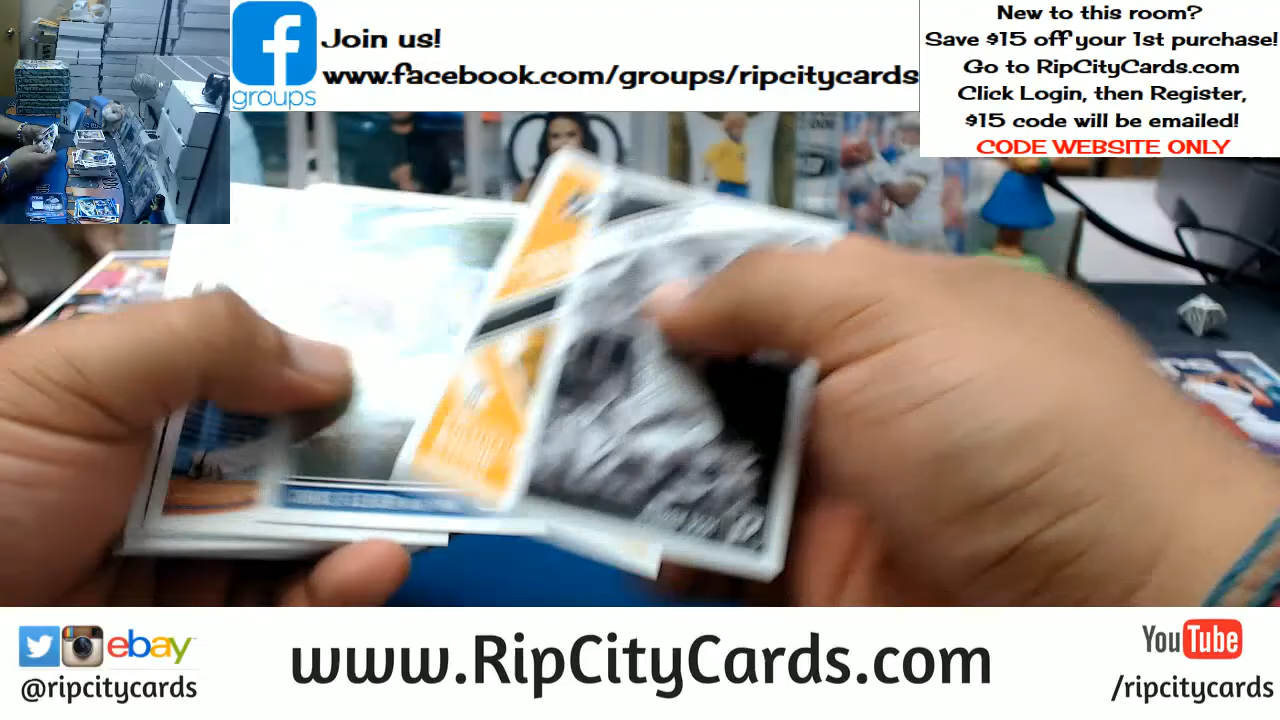 Join us!
www.facebook.com/groups/ripcitycards
groups
New to this room?
Save $15 off your 1st purchase!
Go to RipCityCards.com
Click Login, then Register,
$15 code will be emailed!
CODE WEBSITE ONLY
ebay
@ripcitycards
www.RipCityCards.com
YouTube
/ripcitycards